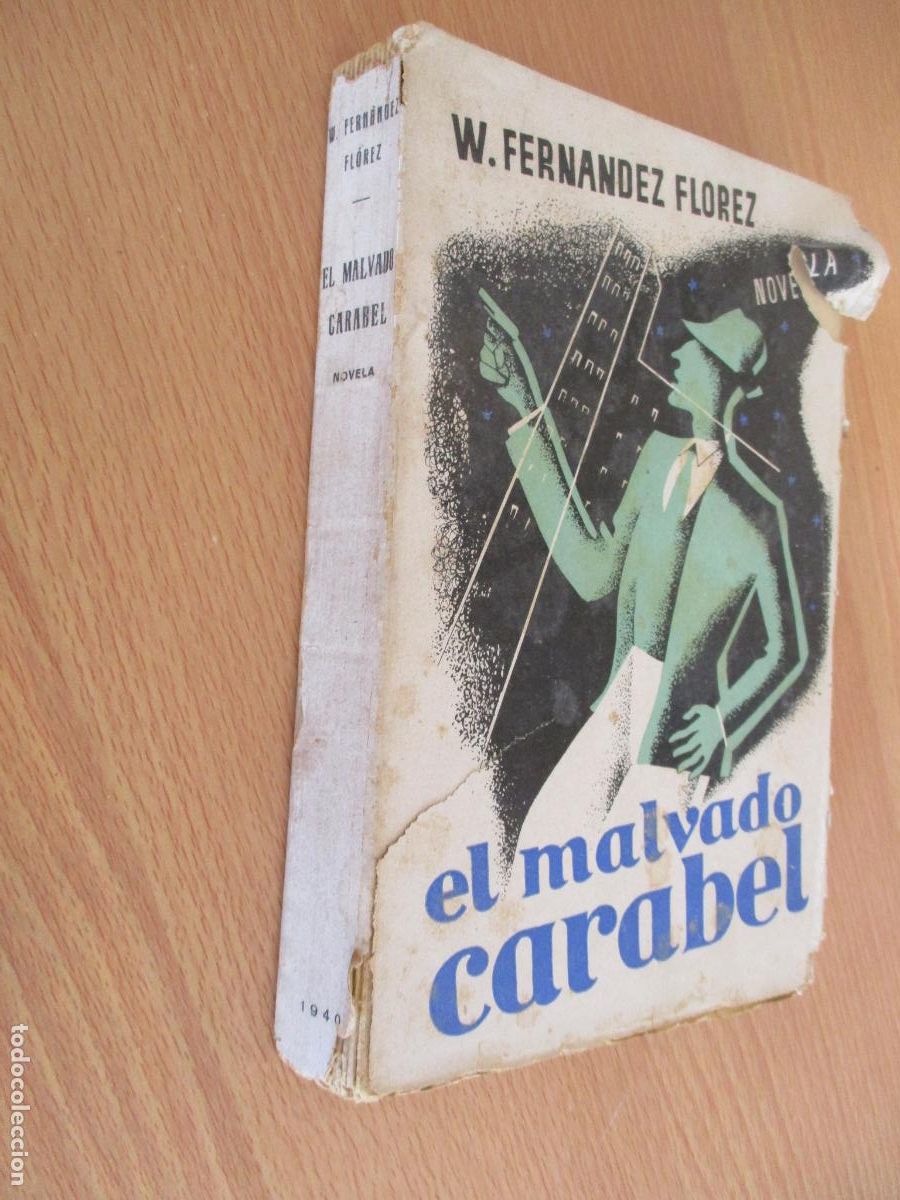 W. FERNÁNDEZ
FLÓREZ
EL MALVADO
CARABEL
NOVELA
1940
W. FERNANDEZ FLOREZ
NOVELA
el malvado
carabel
todocoleccion